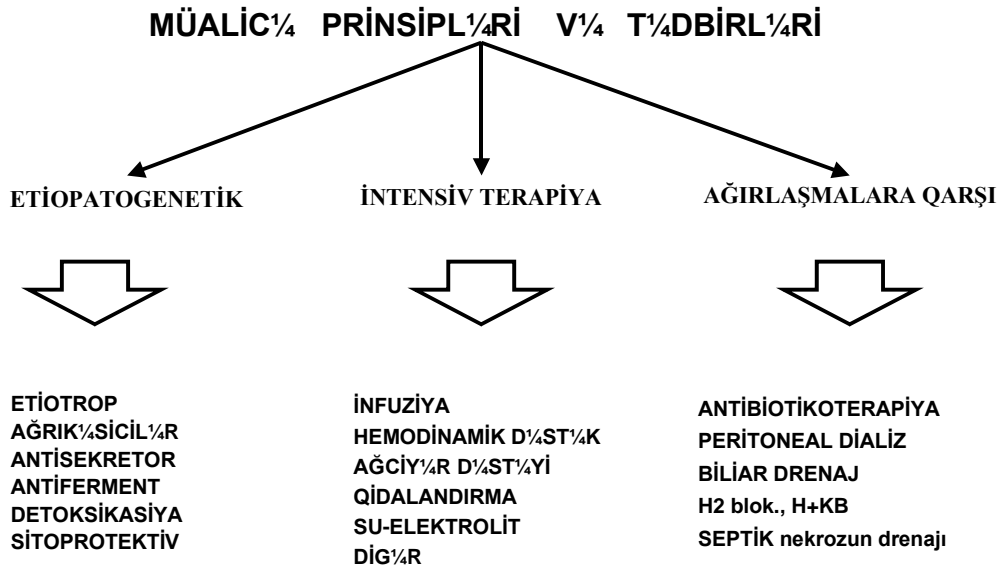 MÜALİC¼ PRİNSİPL¼Rİ V¼ T¼DBİRL¼Rİ
ETİOPATOGENETİK
İNTENSİV TERAPİYA
AĞIRLAŞMALARA QARŞI
ETİOTROP
AĞRIK¼SİCİL¼R
ANTİSEKRETOR
ANTİFERMENT
DETOKSİKASİYA
SİTOPROTEKTİV
İNFUZİYA
HEMODİNAMİK D¼ST¼K
AĞCİY¼R D¼ST¼Yİ
QİDALANDIRMA
SU-ELEKTROLİT
DİG¼R
ANTİBİOTİKOTERAPİYA
PERİTONEAL DİALİZ
BİLİAR DRENAJ
H2 blok., H+KB
SEPTİK nekrozun drenajı